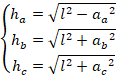 h_a = √(l² − a_a²)
h_b = √(l² + a_b²)
h_c = √(l² + a_c²)